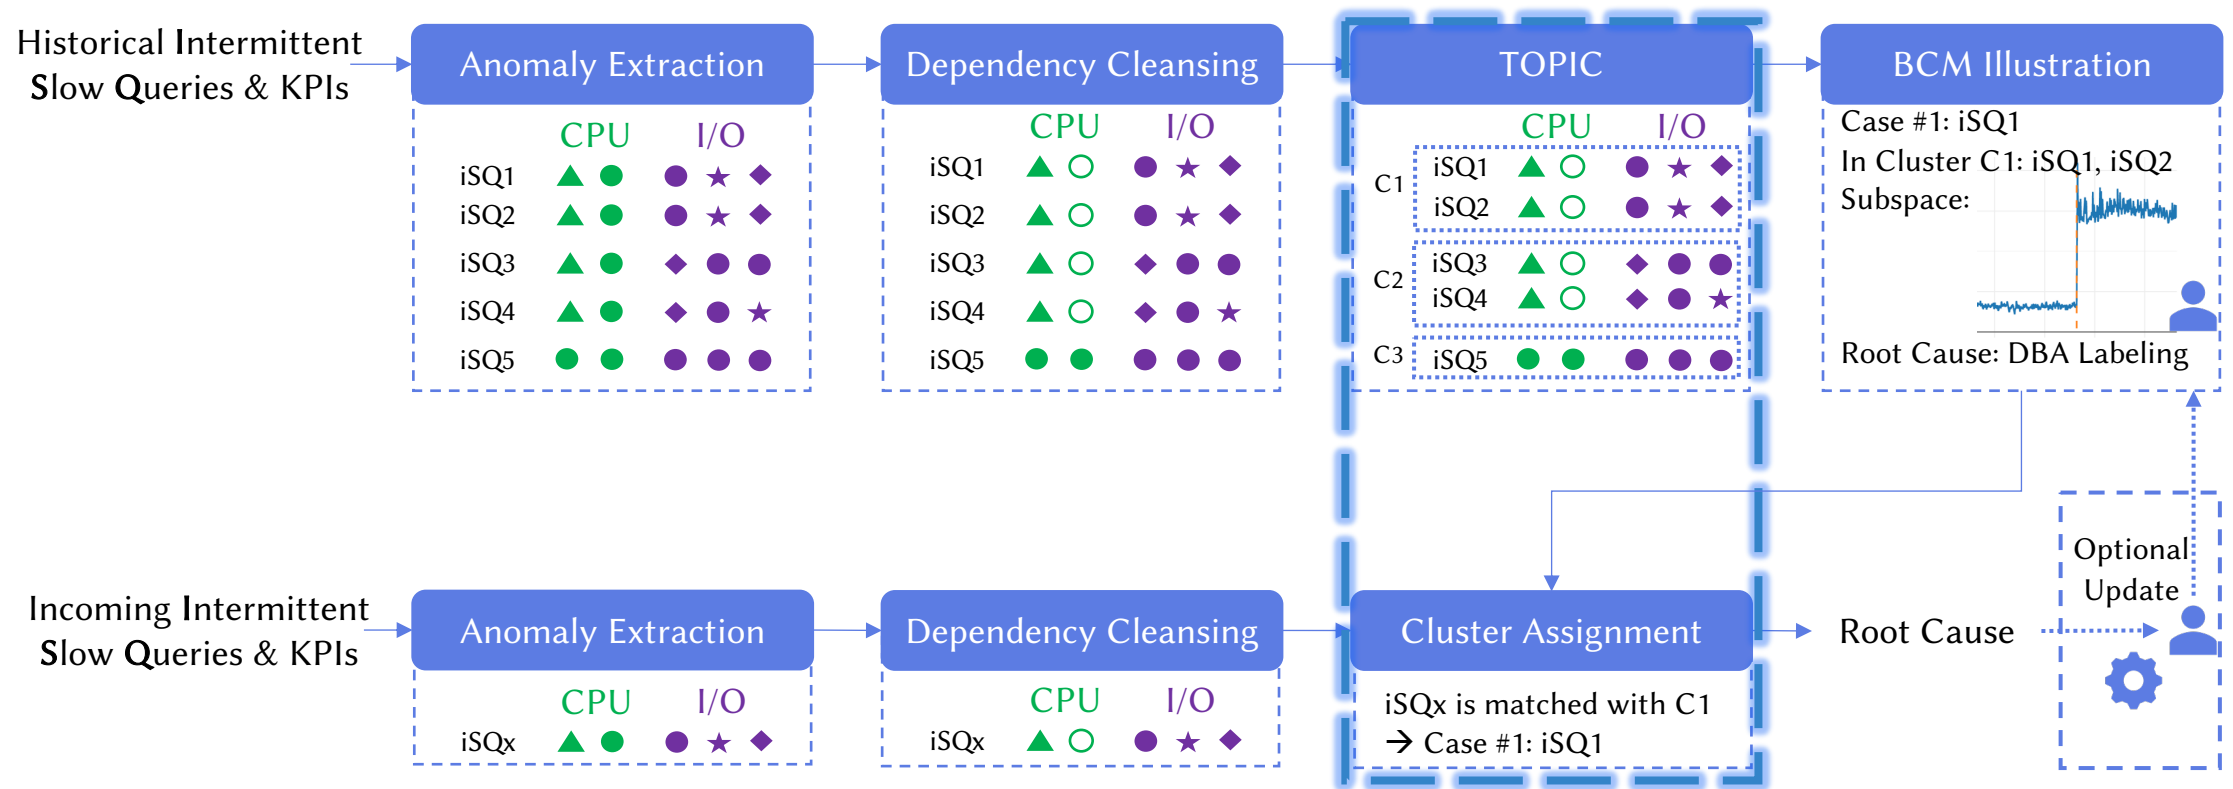 Historical Intermittent
Slow Queries & KPIs
Anomaly Extraction
CPU I/O
iSQ1
iSQ2
iSQ3
iSQ4
iSQ5
Dependency Cleansing
CPU I/O
iSQ1
iSQ2
iSQ3
iSQ4
iSQ5
TOPIC
CPU I/O
C1
iSQ1
iSQ2
C2
iSQ3
iSQ4
C3
iSQ5
BCM Illustration
Case #1: iSQ1
In Cluster C1: iSQ1, iSQ2
Subspace:
Root Cause: DBA Labeling
Incoming Intermittent
Slow Queries & KPIs
Anomaly Extraction
CPU I/O
iSQx
Dependency Cleansing
CPU I/O
iSQx
Cluster Assignment
iSQx is matched with C1
→ Case #1: iSQ1
Root Cause
Optional
Update